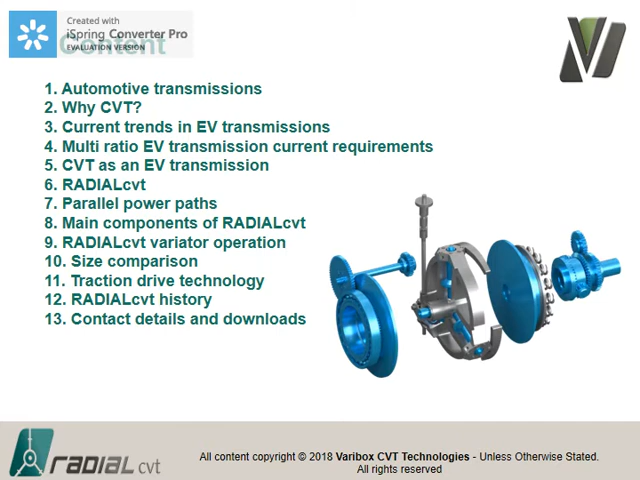 Created with
iSpring Converter Pro
EVALUATION VERSION
Content
1. Automotive transmissions
2. Why CVT?
3. Current trends in EV transmissions
4. Multi ratio EV transmission current requirements
5. CVT as an EV transmission
6. RADIALcvt
7. Parallel power paths
8. Main components of RADIALcvt
9. RADIALcvt variator operation
10. Size comparison
11. Traction drive technology
12. RADIALcvt history
13. Contact details and downloads
RADIAL cvt
All content copyright © 2018 Varibox CVT Technologies - Unless Otherwise Stated.
All rights reserved